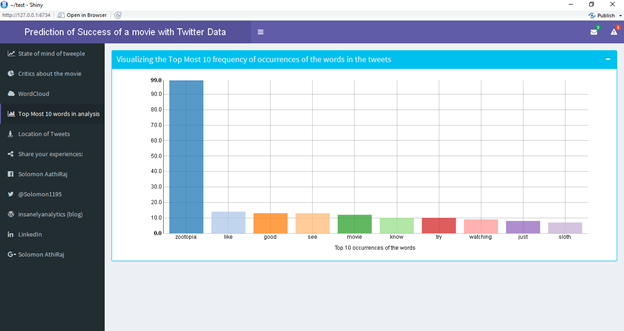 ~/test - Shiny
http://127.0.0.1:6734
Open in Browser
Publish
Prediction of Success of a movie with Twitter Data
State of mind of tweeple
Critics about the movie
WordCloud
Top Most 10 words in analysis
Location of Tweets
Share your experiences:
Solomon AathiRaj
@Solomon1195
insanelyanalytics (blog)
LinkedIn
Solomon AthiRaj
Visualizing the Top Most 10 frequency of occurrences of the words in the tweets
99.0
90.0
80.0
70.0
60.0
50.0
40.0
30.0
20.0
10.0
0.0
zootopia like good see movie know try watching just sloth
Top 10 occurrences of the words